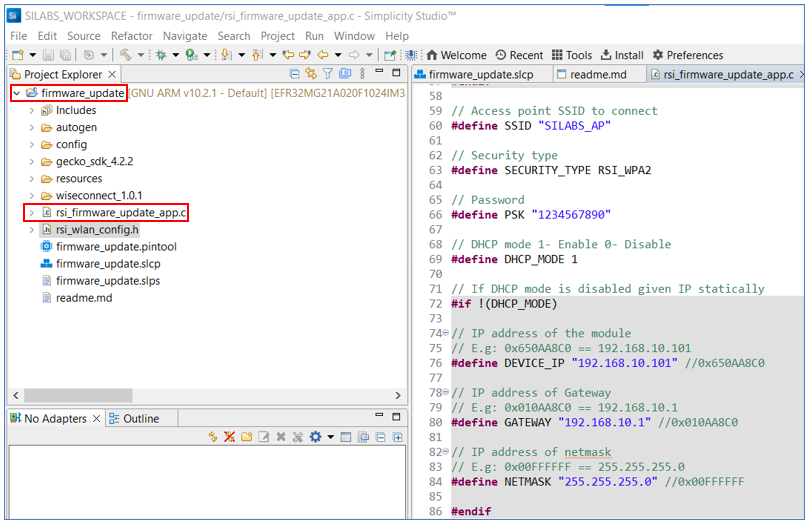 SILABS_WORKSPACE - firmware_update/rsi_firmware_update_app.c - Simplicity Studio™
File Edit Source Refactor Navigate Search Project Run Window Help
Welcome Recent Tools Install Preferences
Project Explorer
firmware_update [GNU ARM v10.2.1 - Default] [EFR32MG21A020F1024IM3
Includes
autogen
config
gecko_sdk_4.2.2
resources
wiseconnect_1.0.1
rsi_firmware_update_app.c
rsi_wlan_config.h
firmware_update.pintool
firmware_update.slcp
firmware_update.slps
readme.md
No Adapters Outline
firmware_update.slcp readme.md rsi_firmware_update_app.c
58
59 // Access point SSID to connect
60 #define SSID "SILABS_AP"
61
62 // Security type
63 #define SECURITY_TYPE RSI_WPA2
64
65 // Password
66 #define PSK "1234567890"
67
68 // DHCP mode 1- Enable 0- Disable
69 #define DHCP_MODE 1
70
71 // If DHCP mode is disabled given IP statically
72 #if !(DHCP_MODE)
73
74 // IP address of the module
75 // E.g: 0x650AA8C0 == 192.168.10.101
76 #define DEVICE_IP "192.168.10.101" //0x650AA8C0
77
78 // IP address of Gateway
79 // E.g: 0x010AA8C0 == 192.168.10.1
80 #define GATEWAY "192.168.10.1" //0x010AA8C0
81
82 // IP address of netmask
83 // E.g: 0x00FFFFFF == 255.255.255.0
84 #define NETMASK "255.255.255.0" //0x00FFFFFF
85
86 #endif